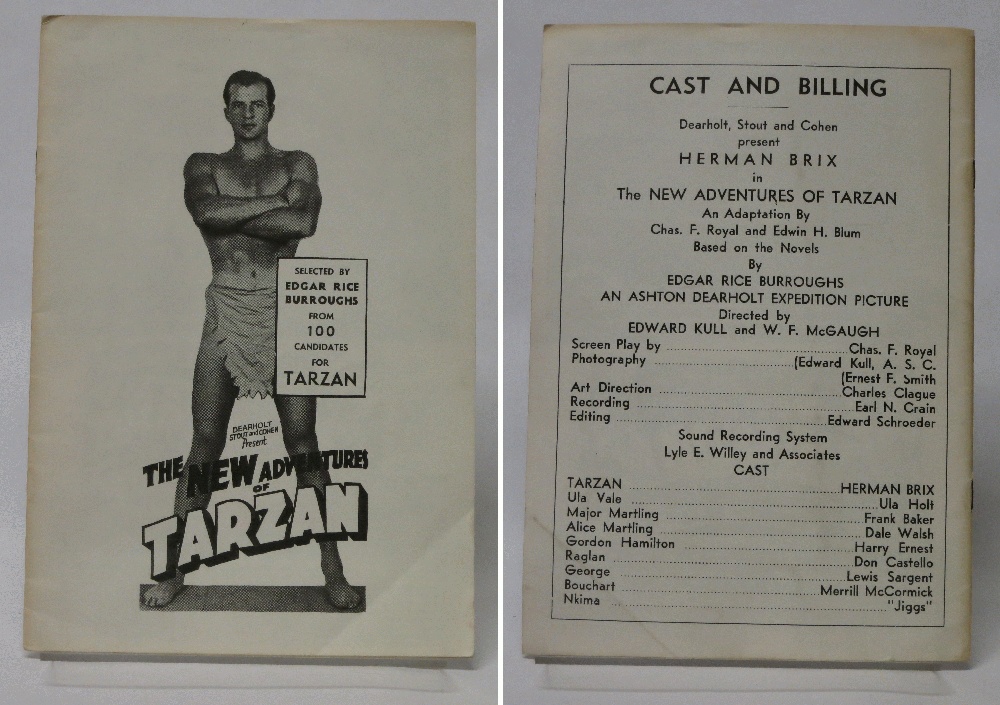 SELECTED BY
EDGAR RICE
BURROUGHS
FROM
100
CANDIDATES
FOR
TARZAN
DEARHOLT
STOUT and COHEN
Present
THE NEW ADVENTURES
OF
TARZAN
CAST AND BILLING
Dearholt, Stout and Cohen
present
HERMAN BRIX
in
The NEW ADVENTURES OF TARZAN
An Adaptation By
Chas. F. Royal and Edwin H. Blum
Based on the Novels
By
EDGAR RICE BURROUGHS
AN ASHTON DEARHOLT EXPEDITION PICTURE
Directed by
EDWARD KULL and W. F. McGAUGH
Screen Play by ........ Chas. F. Royal
Photography ........ (Edward Kull, A. S. C.
(Ernest F. Smith
Art Direction ........ Charles Clague
Recording ........ Earl N. Crain
Editing ........ Edward Schroeder
Sound Recording System
Lyle E. Willey and Associates
CAST
TARZAN ........ HERMAN BRIX
Ula Vale ........ Ula Holt
Major Martling ........ Frank Baker
Alice Martling ........ Dale Walsh
Gordon Hamilton ........ Harry Ernest
Raglan ........ Don Castello
George ........ Lewis Sargent
Bouchart ........ Merrill McCormick
Nkima ........ "Jiggs"